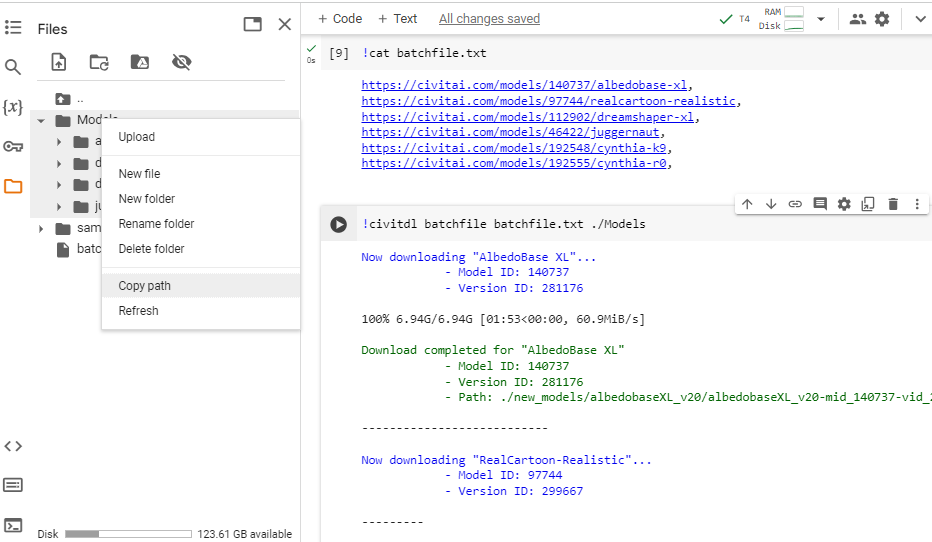 Files
..
Models
a
d
d
ju
sam
batc
Upload
New file
New folder
Rename folder
Delete folder
Copy path
Refresh
Disk 123.61 GB available
+ Code + Text All changes saved
T4 RAM
Disk
{x}
0s
[9] !cat batchfile.txt
https://civitai.com/models/140737/albedobase-xl,
https://civitai.com/models/97744/realcartoon-realistic,
https://civitai.com/models/112902/dreamshaper-xl,
https://civitai.com/models/46422/juggernaut,
https://civitai.com/models/192548/cynthia-k9,
https://civitai.com/models/192555/cynthia-r0,
!civitdl batchfile batchfile.txt ./Models
Now downloading "AlbedoBase XL"...
- Model ID: 140737
- Version ID: 281176
100% 6.94G/6.94G [01:53<00:00, 60.9MiB/s]
Download completed for "AlbedoBase XL"
- Model ID: 140737
- Version ID: 281176
- Path: ./new_models/albedobaseXL_v20/albedobaseXL_v20-mid_140737-vid_2
---------------------------
Now downloading "RealCartoon-Realistic"...
- Model ID: 97744
- Version ID: 299667
---------